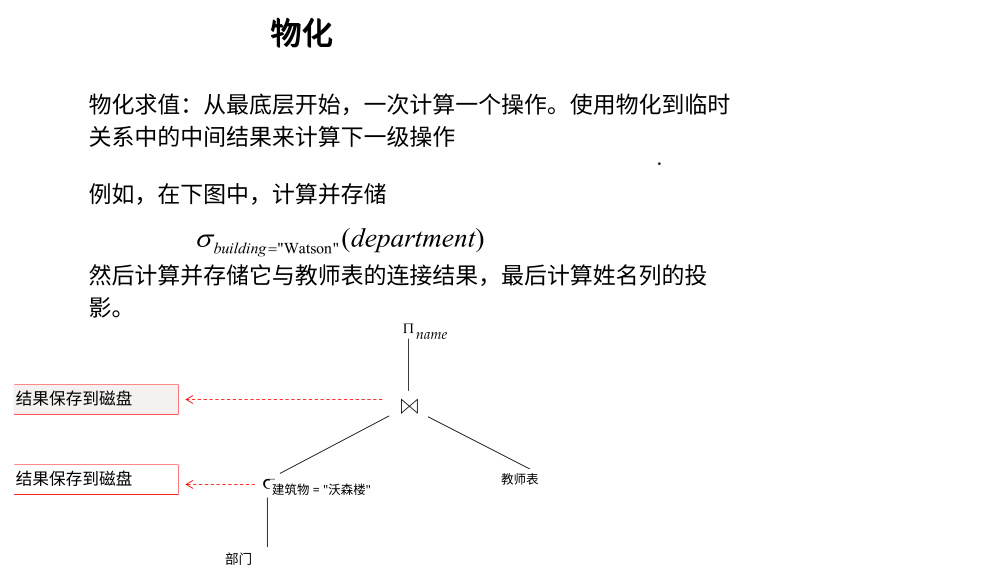 物化
物化求值：从最底层开始，一次计算一个操作。使用物化到临时
关系中的中间结果来计算下一级操作
.
例如，在下图中，计算并存储
σ building="Watson" (department)
然后计算并存储它与教师表的连接结果，最后计算姓名列的投
影。
Π name
结果保存到磁盘
⋈
结果保存到磁盘
教师表
建筑物 = "沃森楼"
部门